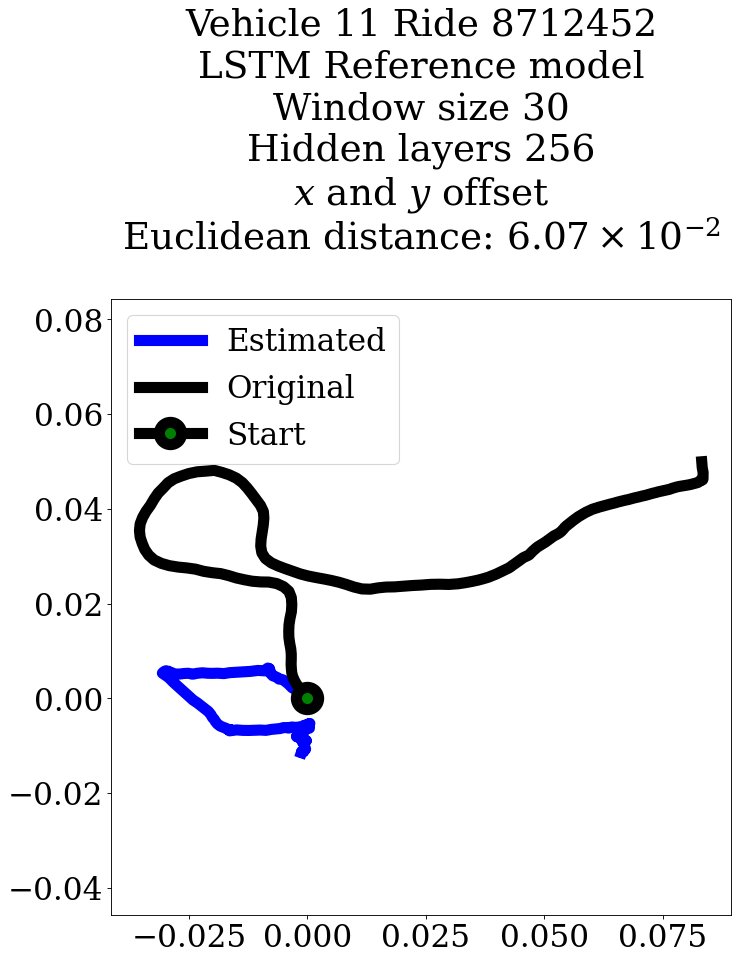 Vehicle 11 Ride 8712452
LSTM Reference model
Window size 30
Hidden layers 256
x and y offset
Euclidean distance: 6.07 × 10⁻²
Estimated
Original
Start
0.08
0.06
0.04
0.02
0.00
−0.02
−0.04
−0.025 0.000 0.025 0.050 0.075